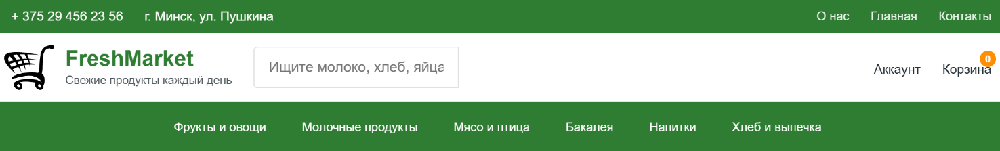 + 375 29 456 23 56 г. Минск, ул. Пушкина О нас Главная Контакты
FreshMarket
Свежие продукты каждый день
Ищите молоко, хлеб, яйца
Аккаунт Корзина 0
Фрукты и овощи Молочные продукты Мясо и птица Бакалея Напитки Хлеб и выпечка